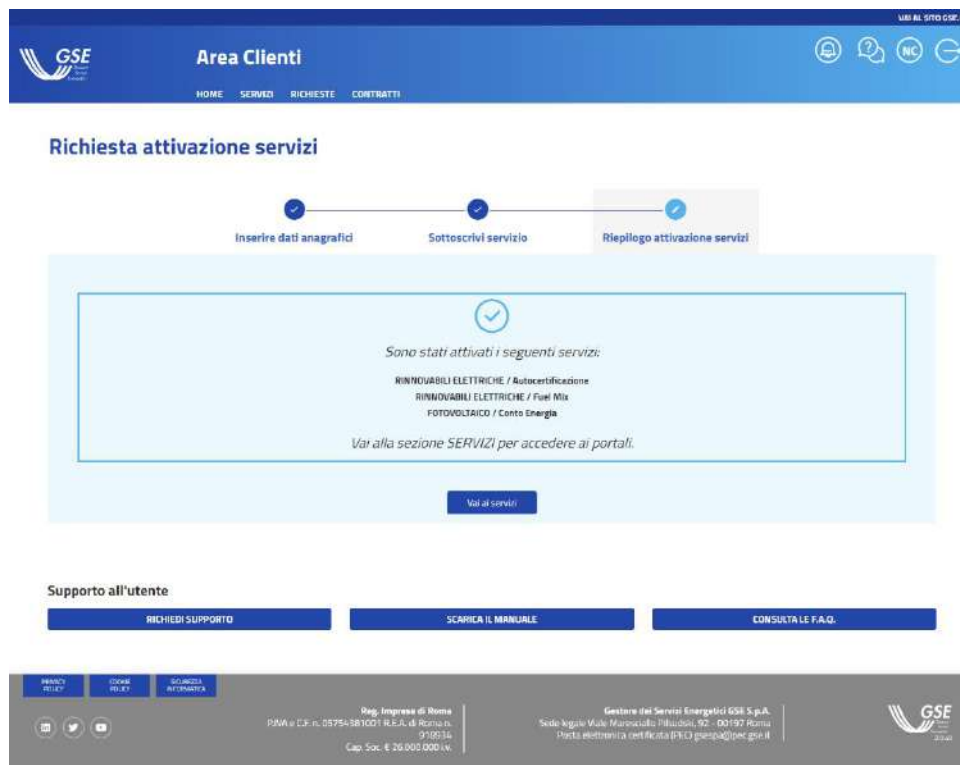 VAI AL SITO GSE.
GSE
Area Clienti
NC
HOME SERVIZI RICHIESTE CONTRATTI
Richiesta attivazione servizi
Inserire dati anagrafici
Sottoscrivi servizio
Riepilogo attivazione servizi
Sono stati attivati i seguenti servizi:
RINNOVABILI ELETTRICHE / Autocertificazione
RINNOVABILI ELETTRICHE / Fuel Mix
FOTOVOLTAICO / Conto Energia
Vai alla sezione SERVIZI per accedere ai portali.
Vai ai servizi
Supporto all'utente
RICHIEDI SUPPORTO
SCARICA IL MANUALE
CONSULTA LE F.A.Q.
PRIVACY
POLICY
COOKIE
POLICY
SICUREZZA
INFORMATICA
Reg. Imprese di Roma
P.IVA e C.F. n. 05754381001 R.E.A. di Roma n.
918934
Cap. Soc. € 26.000.000 i.v.
Gestore dei Servizi Energetici GSE S.p.A.
Sede legale Viale Maresciallo Pilsudski, 92 - 00197 Roma
Posta elettronica certificata (PEC) gsespa@pec.gse.it
GSE